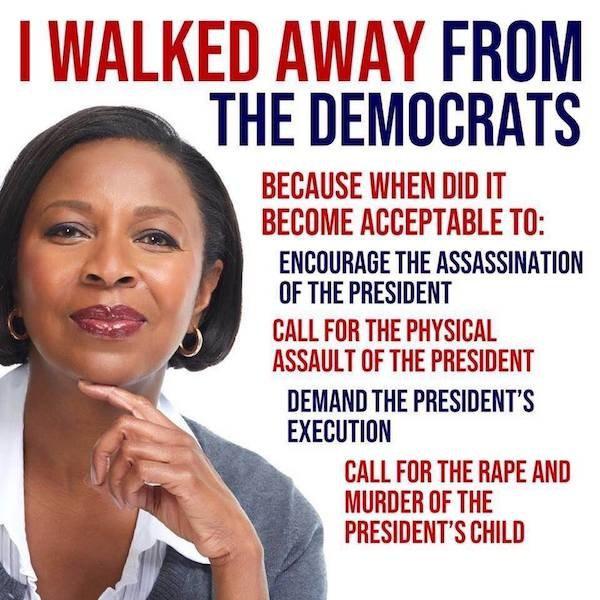 I WALKED AWAY FROM
THE DEMOCRATS
BECAUSE WHEN DID IT
BECOME ACCEPTABLE TO:
ENCOURAGE THE ASSASSINATION
OF THE PRESIDENT
CALL FOR THE PHYSICAL
ASSAULT OF THE PRESIDENT
DEMAND THE PRESIDENT'S
EXECUTION
CALL FOR THE RAPE AND
MURDER OF THE
PRESIDENT'S CHILD